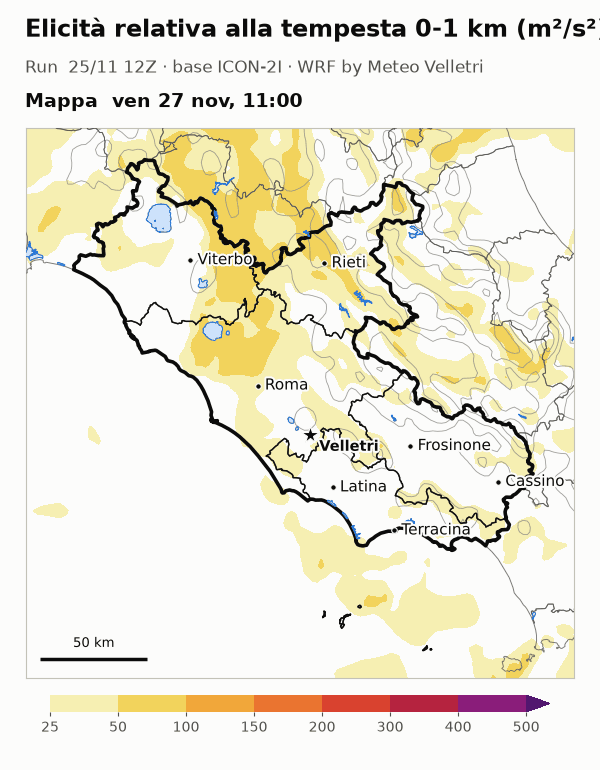 Elicità relativa alla tempesta 0-1 km (m²/s²)
Run  25/11 12Z · base ICON-2I · WRF by Meteo Velletri
Mappa  ven 27 nov, 11:00
Viterbo
Rieti
Roma
Velletri
Frosinone
Cassino
Latina
Terracina
50 km
25 50 100 150 200 300 400 500